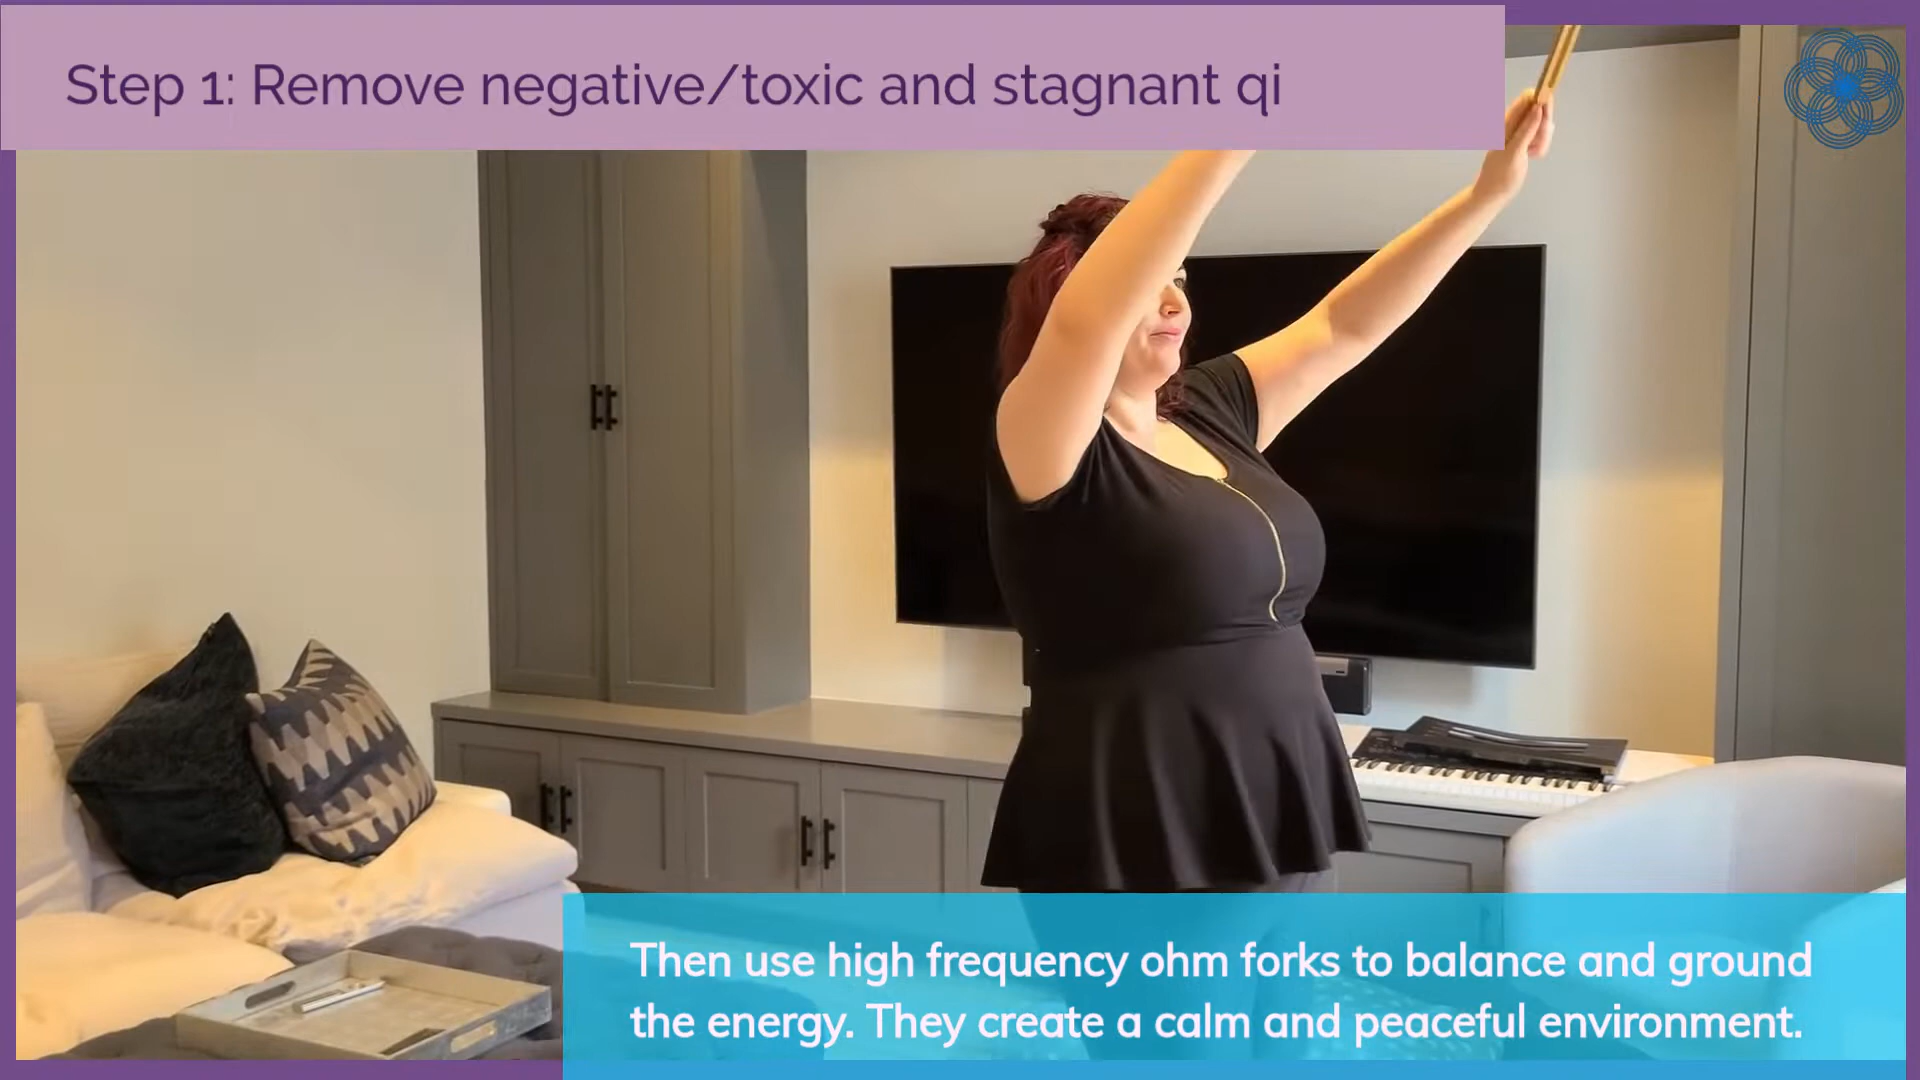 Step 1: Remove negative/toxic and stagnant qi
Then use high frequency ohm forks to balance and ground
the energy. They create a calm and peaceful environment.